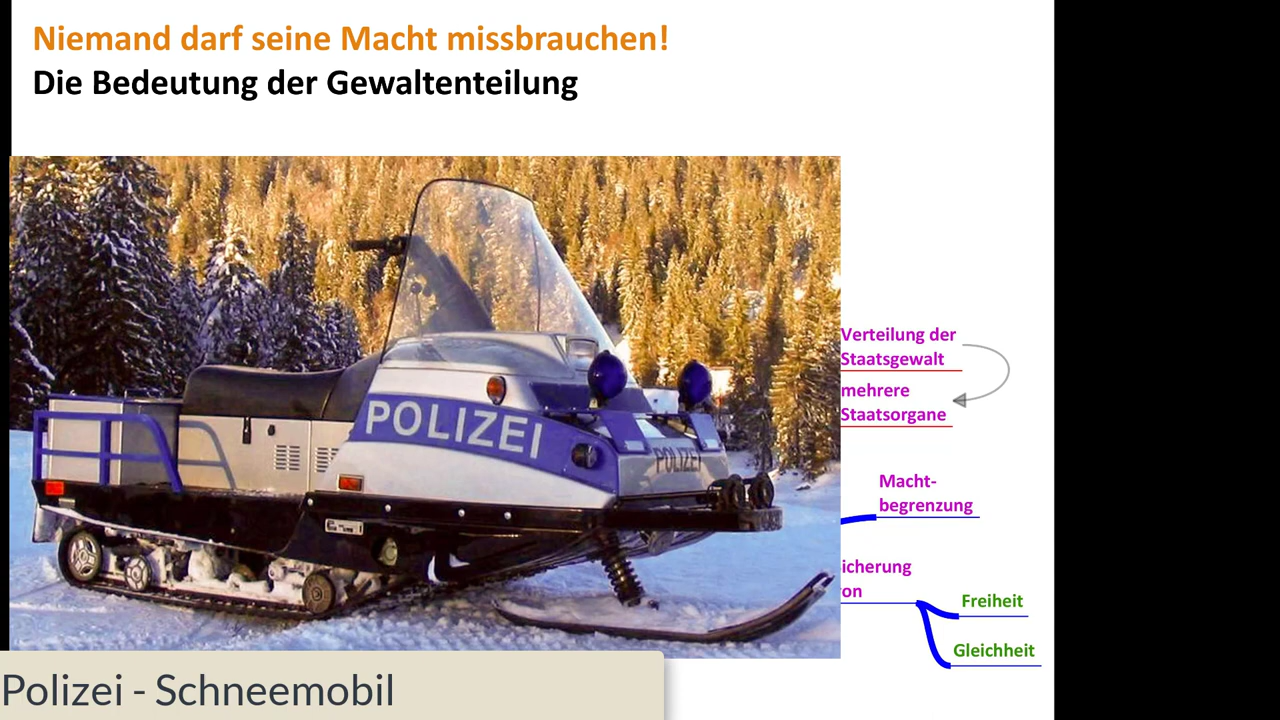 Niemand darf seine Macht missbrauchen!
Die Bedeutung der Gewaltenteilung
Verteilung der
Staatsgewalt
mehrere
Staatsorgane
POLIZEI
POLIZEI
Macht-
begrenzung
icherung
on
Freiheit
Gleichheit
Polizei - Schneemobil